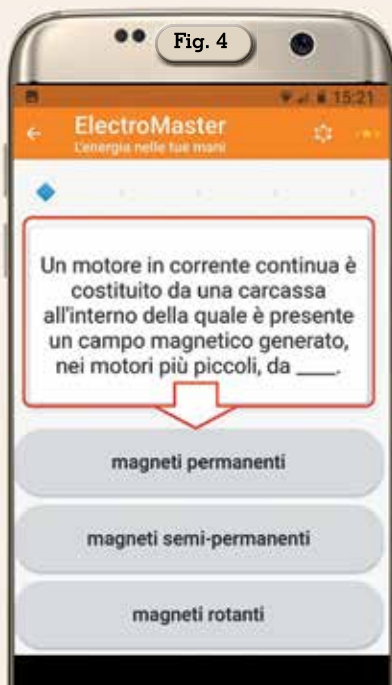 Fig. 4
15:21
ElectroMaster
L'energia nelle tue mani
Un motore in corrente continua è
costituito da una carcassa
all'interno della quale è presente
un campo magnetico generato,
nei motori più piccoli, da ____.
magneti permanenti
magneti semi-permanenti
magneti rotanti